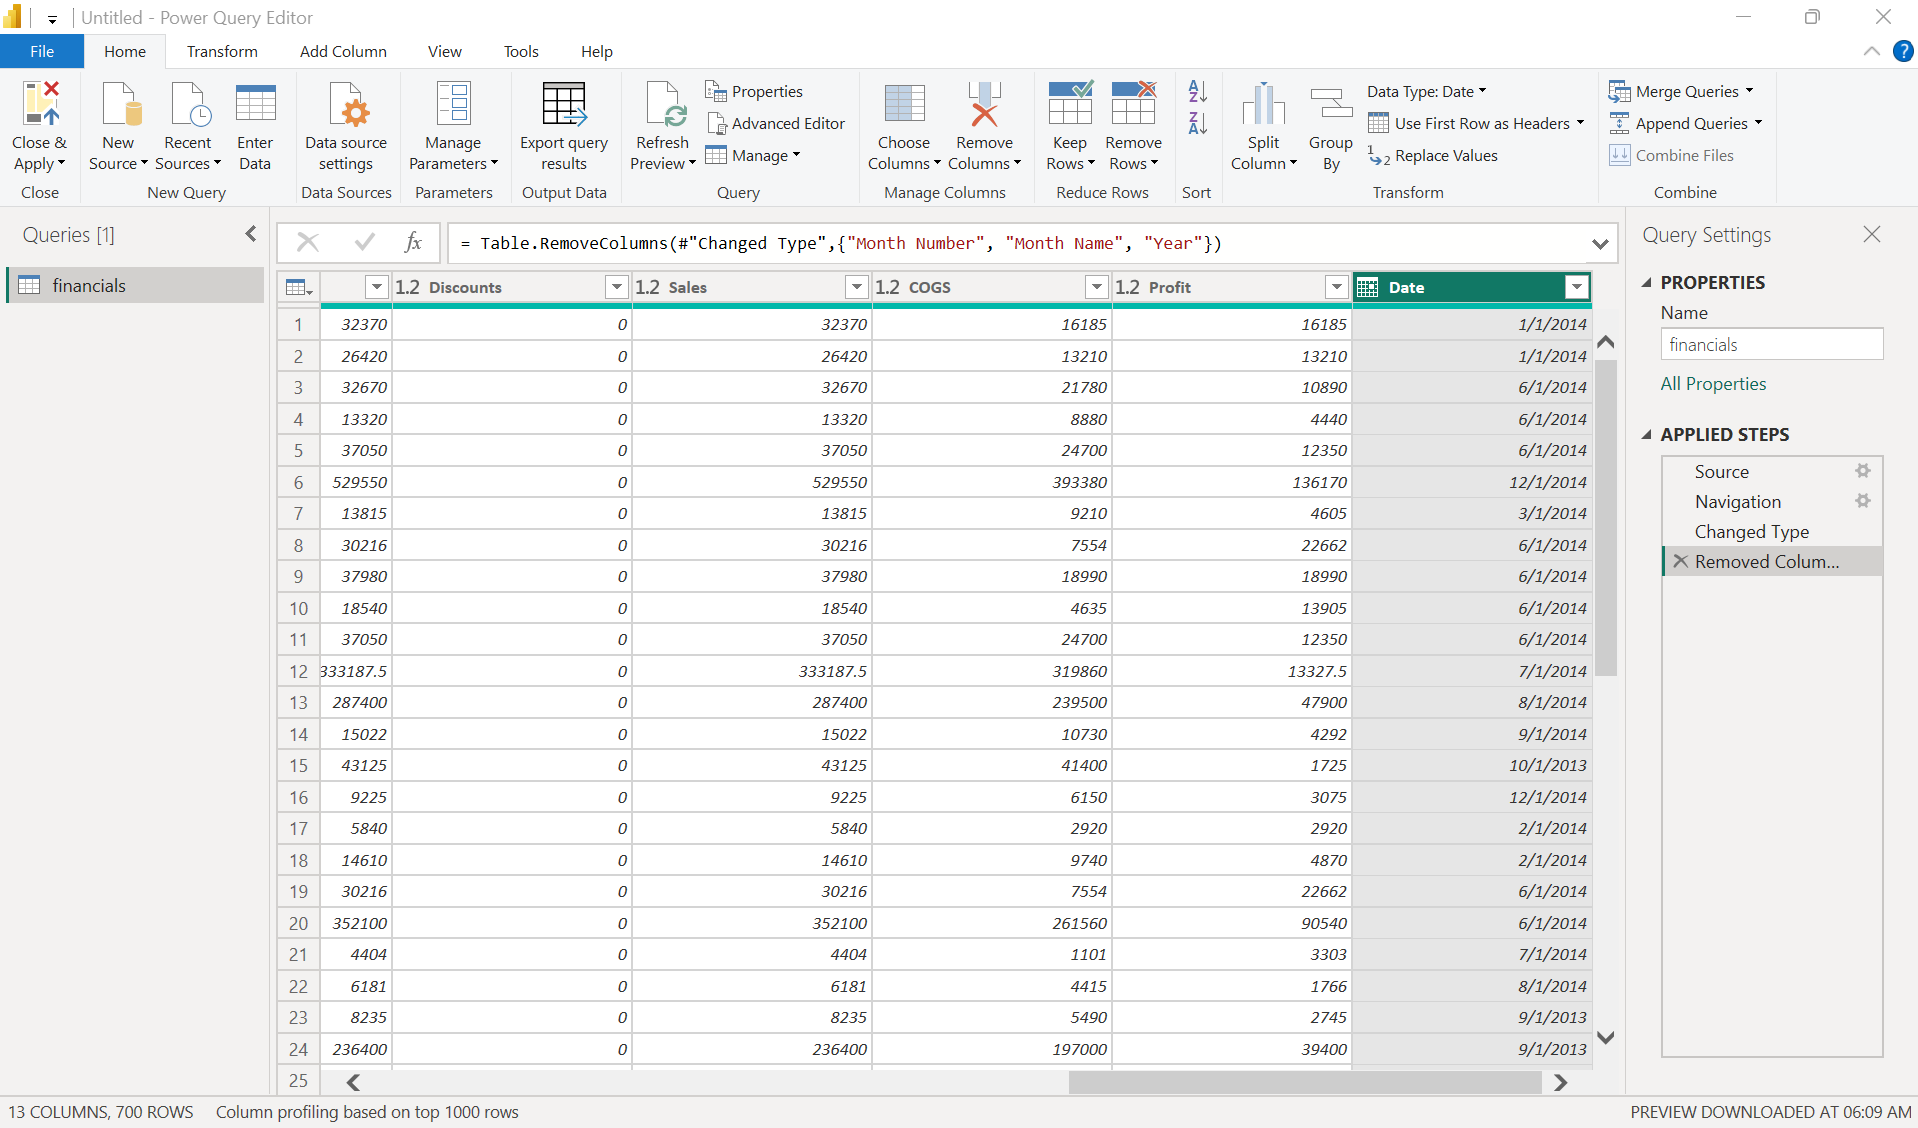 Untitled - Power Query Editor
File Home Transform Add Column View Tools Help
Close & Apply
Close
New Source
Recent Sources
Enter Data
New Query
Data source settings
Data Sources
Manage Parameters
Parameters
Export query results
Output Data
Refresh Preview
Properties
Advanced Editor
Manage
Query
Choose Columns
Remove Columns
Manage Columns
Keep Rows
Remove Rows
Reduce Rows
Sort
Split Column
Group By
Data Type: Date
Use First Row as Headers
Replace Values
Transform
Merge Queries
Append Queries
Combine Files
Combine
Queries [1]
financials
fx
= Table.RemoveColumns(#"Changed Type",{"Month Number", "Month Name", "Year"})
1.2 Discounts 1.2 Sales 1.2 COGS 1.2 Profit Date
1 32370 0 32370 16185 16185 1/1/2014
2 26420 0 26420 13210 13210 1/1/2014
3 32670 0 32670 21780 10890 6/1/2014
4 13320 0 13320 8880 4440 6/1/2014
5 37050 0 37050 24700 12350 6/1/2014
6 529550 0 529550 393380 136170 12/1/2014
7 13815 0 13815 9210 4605 3/1/2014
8 30216 0 30216 7554 22662 6/1/2014
9 37980 0 37980 18990 18990 6/1/2014
10 18540 0 18540 4635 13905 6/1/2014
11 37050 0 37050 24700 12350 6/1/2014
12 333187.5 0 333187.5 319860 13327.5 7/1/2014
13 287400 0 287400 239500 47900 8/1/2014
14 15022 0 15022 10730 4292 9/1/2014
15 43125 0 43125 41400 1725 10/1/2013
16 9225 0 9225 6150 3075 12/1/2014
17 5840 0 5840 2920 2920 2/1/2014
18 14610 0 14610 9740 4870 2/1/2014
19 30216 0 30216 7554 22662 6/1/2014
20 352100 0 352100 261560 90540 6/1/2014
21 4404 0 4404 1101 3303 7/1/2014
22 6181 0 6181 4415 1766 8/1/2014
23 8235 0 8235 5490 2745 9/1/2013
24 236400 0 236400 197000 39400 9/1/2013
25
Query Settings
PROPERTIES
Name
financials
All Properties
APPLIED STEPS
Source
Navigation
Changed Type
Removed Colum...
13 COLUMNS, 700 ROWS Column profiling based on top 1000 rows
PREVIEW DOWNLOADED AT 06:09 AM